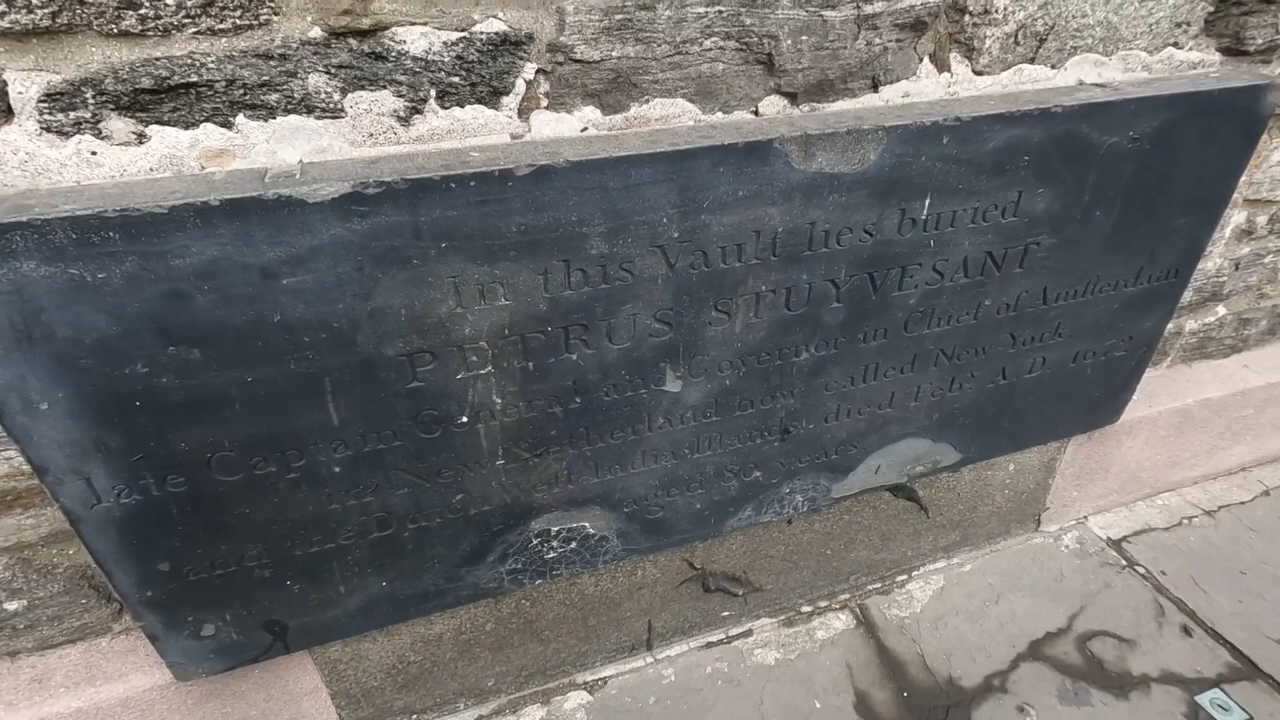 In this Vault lies buried
PETRUS STUYVESANT
late Captain General and Governor in Chief of Amſterdam
in New Netherland now called New York
and the Dutch Weſt India Iſlands, died Feb.y A.D. 1672
aged 80 years.